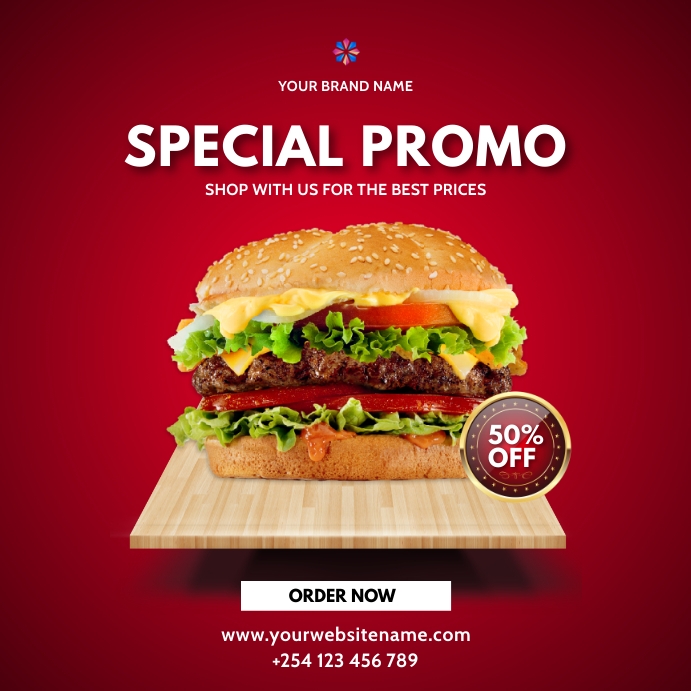 YOUR BRAND NAME
SPECIAL PROMO
SHOP WITH US FOR THE BEST PRICES
50%
OFF
ORDER NOW
www.yourwebsitename.com
+254 123 456 789